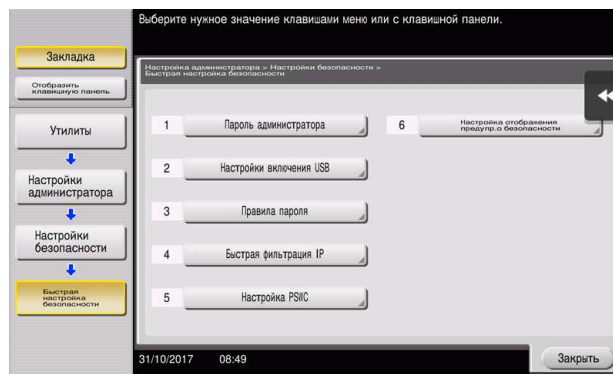 Выберите нужное значение клавишами меню или с клавишной панели.
Закладка
Отобразить
клавишную панель
Утилиты
Настройки
администратора
Настройки
безопасности
Быстрая
настройка
безопасности
Настройка администратора > Настройки безопасности >
Быстрая настройка безопасности
1 Пароль администратора
2 Настройки включения USB
3 Правила пароля
4 Быстрая фильтрация IP
5 Настройка PSWC
6 Настройка отображения
предупр.о безопасности
31/10/2017 08:49
Закрыть